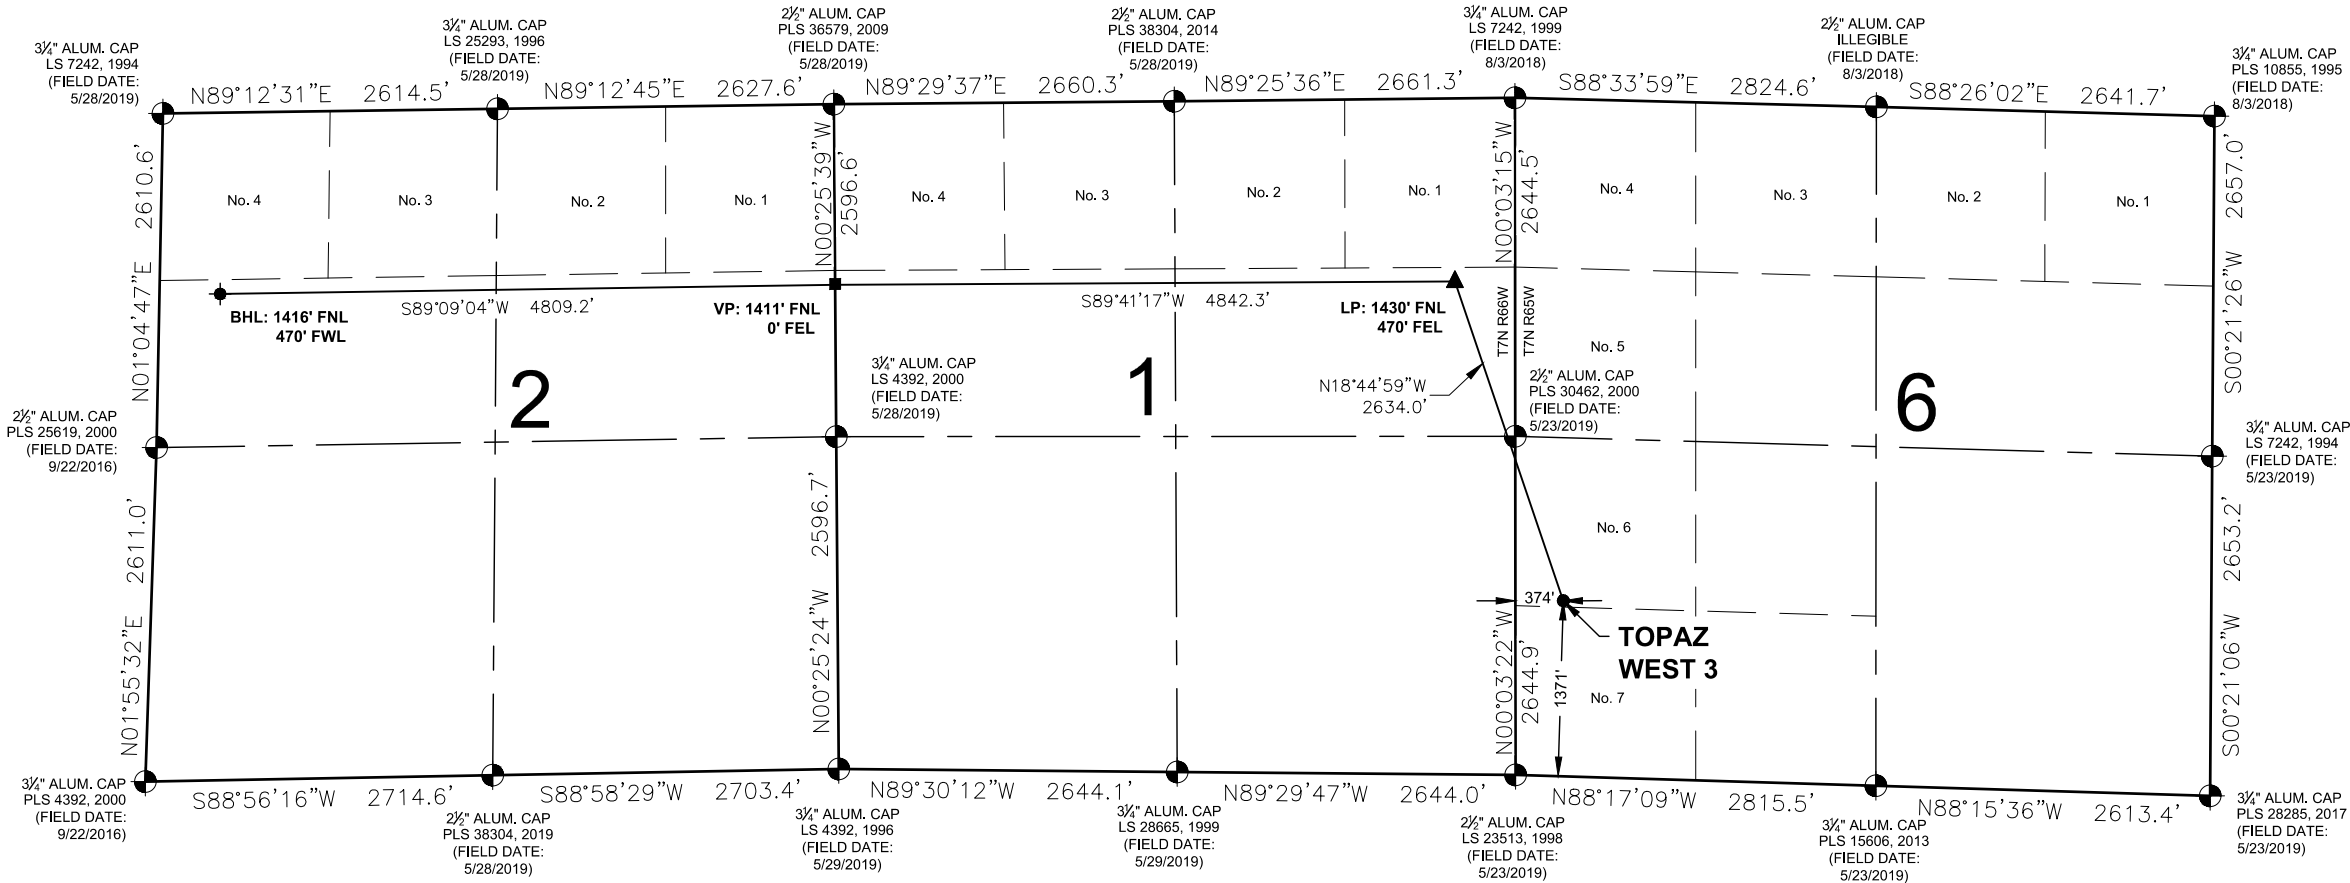 3¼" ALUM. CAP
LS 7242, 1994
(FIELD DATE:
5/28/2019)
3¼" ALUM. CAP
LS 25293, 1996
(FIELD DATE:
5/28/2019)
2½" ALUM. CAP
PLS 36579, 2009
(FIELD DATE:
5/28/2019)
2½" ALUM. CAP
PLS 38304, 2014
(FIELD DATE:
5/28/2019)
3¼" ALUM. CAP
LS 7242, 1999
(FIELD DATE:
8/3/2018)
2½" ALUM. CAP
ILLEGIBLE
(FIELD DATE:
8/3/2018)
3¼" ALUM. CAP
PLS 10855, 1995
(FIELD DATE:
8/3/2018)
N89°12'31"E 2614.5'
N89°12'45"E 2627.6'
N89°29'37"E 2660.3'
N89°25'36"E 2661.3'
S88°33'59"E 2824.6'
S88°26'02"E 2641.7'
N01°04'47"E 2610.6'
N00°25'39"W
2596.6'
N00°03'15"W
2644.5'
S00°21'26"W 2657.0'
No. 4
No. 3
No. 2
No. 1
No. 4
No. 3
No. 2
No. 1
No. 4
No. 3
No. 2
No. 1
S89°09'04"W 4809.2'
S89°41'17"W 4842.3'
BHL: 1416' FNL
470' FWL
VP: 1411' FNL
0' FEL
LP: 1430' FNL
470' FEL
T7N R66W
T7N R65W
No. 5
2
1
6
3¼" ALUM. CAP
LS 4392, 2000
(FIELD DATE:
5/28/2019)
N18°44'59"W
2634.0'
2½" ALUM. CAP
PLS 30462, 2000
(FIELD DATE:
5/23/2019)
2½" ALUM. CAP
PLS 25619, 2000
(FIELD DATE:
9/22/2016)
3¼" ALUM. CAP
LS 7242, 1994
(FIELD DATE:
5/23/2019)
N01°55'32"E 2611.0'
N00°25'24"W 2596.7'
N00°03'22"W
2644.9'
S00°21'06"W 2653.2'
No. 6
374'
TOPAZ
WEST 3
1371'
No. 7
3¼" ALUM. CAP
PLS 4392, 2000
(FIELD DATE:
9/22/2016)
S88°56'16"W 2714.6'
S88°58'29"W 2703.4'
N89°30'12"W 2644.1'
N89°29'47"W 2644.0'
N88°17'09"W 2815.5'
N88°15'36"W 2613.4'
2½" ALUM. CAP
PLS 38304, 2019
(FIELD DATE:
5/28/2019)
3¼" ALUM. CAP
LS 4392, 1996
(FIELD DATE:
5/29/2019)
3¼" ALUM. CAP
LS 28665, 1999
(FIELD DATE:
5/29/2019)
2½" ALUM. CAP
LS 23513, 1998
(FIELD DATE:
5/23/2019)
3¼" ALUM. CAP
PLS 15606, 2013
(FIELD DATE:
5/23/2019)
3¼" ALUM. CAP
PLS 28285, 2017
(FIELD DATE:
5/23/2019)